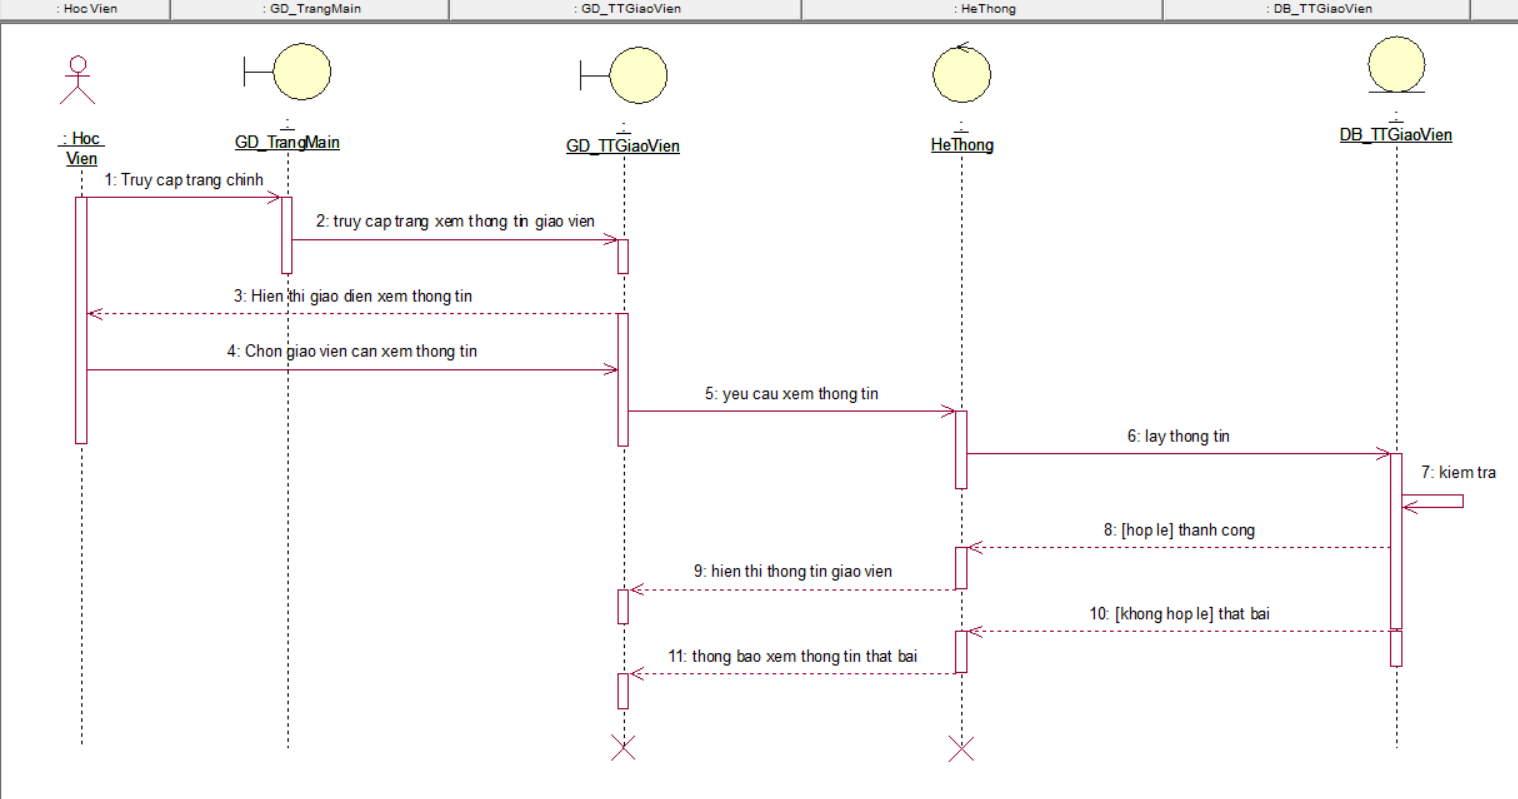 : Hoc Vien
: GD_TrangMain
: GD_TTGiaoVien
: HeThong
: DB_TTGiaoVien
: Hoc
Vien
:
GD_TrangMain
:
GD_TTGiaoVien
:
HeThong
:
DB_TTGiaoVien
1: Truy cap trang chinh
2: truy cap trang xem thong tin giao vien
3: Hien thi giao dien xem thong tin
4: Chon giao vien can xem thong tin
5: yeu cau xem thong tin
6: lay thong tin
7: kiem tra
8: [hop le] thanh cong
9: hien thi thong tin giao vien
10: [khong hop le] that bai
11: thong bao xem thong tin that bai